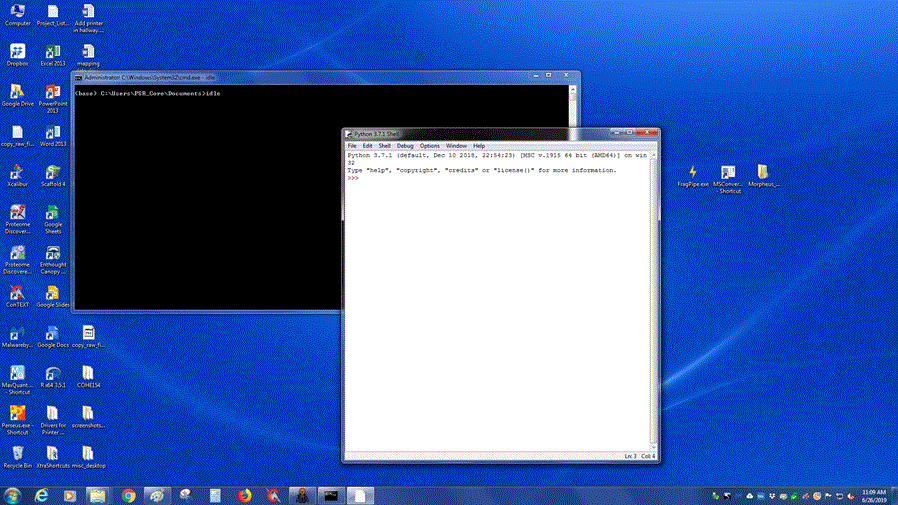 Computer
Project_List...
Add printer
in hallway...
Dropbox
Excel 2013
mapping
Google Drive
PowerPoint
2013
copy_raw_fi...
Word 2013
Xcalibur
Scaffold 4
Proteome
Discover...
Google
Sheets
Proteome
Discovere...
Enthought
Canopy ...
ConTEXT
Google Slides
Malwareby...
Google Docs
copy_raw_fi...
MaxQuant...
- Shortcut
R x64 3.5.1
COHE154
Perseus.exe -
Shortcut
Drivers for
Printer ...
screenshots...
Recycle Bin
XtraShortcuts
misc_desktop
Administrator C:\Windows\System32\cmd.exe - idle
(base) C:\Users\PSR_Core\Documents>idle
Python 3.7.1 Shell
File Edit Shell Debug Options Window Help
Python 3.7.1 (default, Dec 10 2018, 22:54:23) [MSC v.1915 64 bit (AMD64)] on win
32
Type "help", "copyright", "credits" or "license()" for more information.
>>>
Ln: 3 Col: 4
FragPipe.exe
MSConver...
- Shortcut
Morpheus_...
11:09 AM
6/26/2019